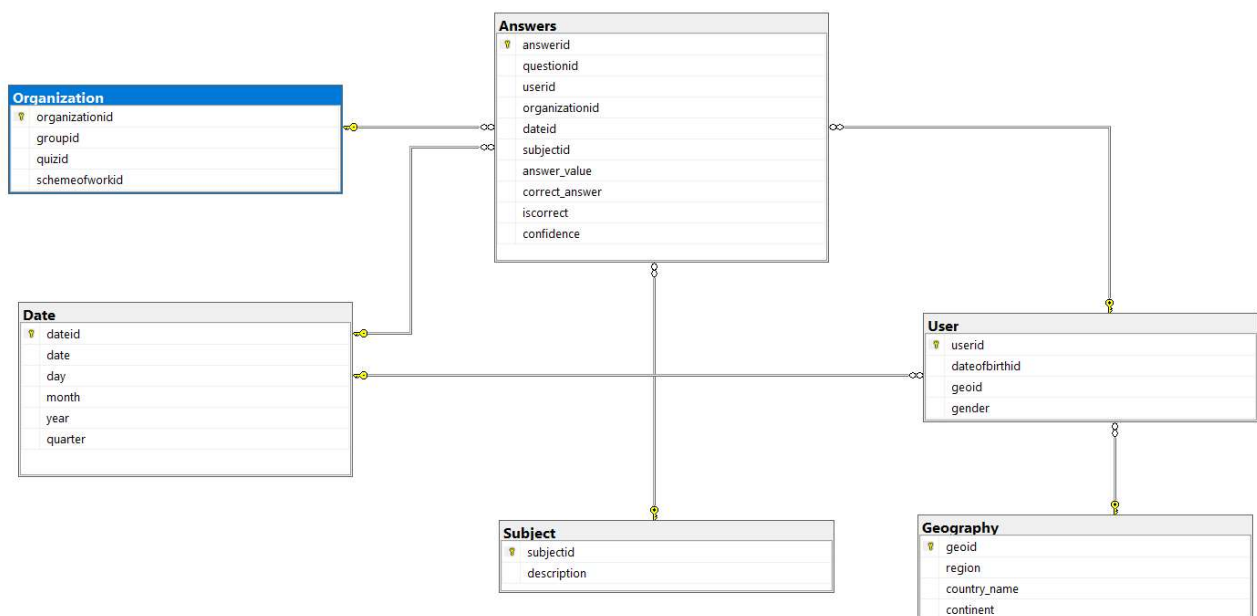 Answers
answerid
questionid
userid
organizationid
dateid
subjectid
answer_value
correct_answer
iscorrect
confidence
Organization
organizationid
groupid
quizid
schemeofworkid
Date
dateid
date
day
month
year
quarter
User
userid
dateofbirthid
geoid
gender
Subject
subjectid
description
Geography
geoid
region
country_name
continent